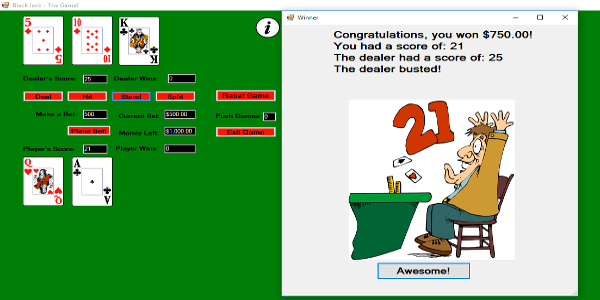 Black Jack - The Game!
5
10
K
i
Dealer's Score: 25 Dealer Wins: 0
Deal Hit Stand Split Reset Game
Make a Bet: 500 Current Bet: $500.00 Push Games: 0
Place Bet! Money Left: $1,000.00 Exit Game
Player's Score: 21 Player Wins: 0
Q
A
Winner
Congratulations, you won $750.00!
You had a score of: 21
The dealer had a score of: 25
The dealer busted!
21
Awesome!